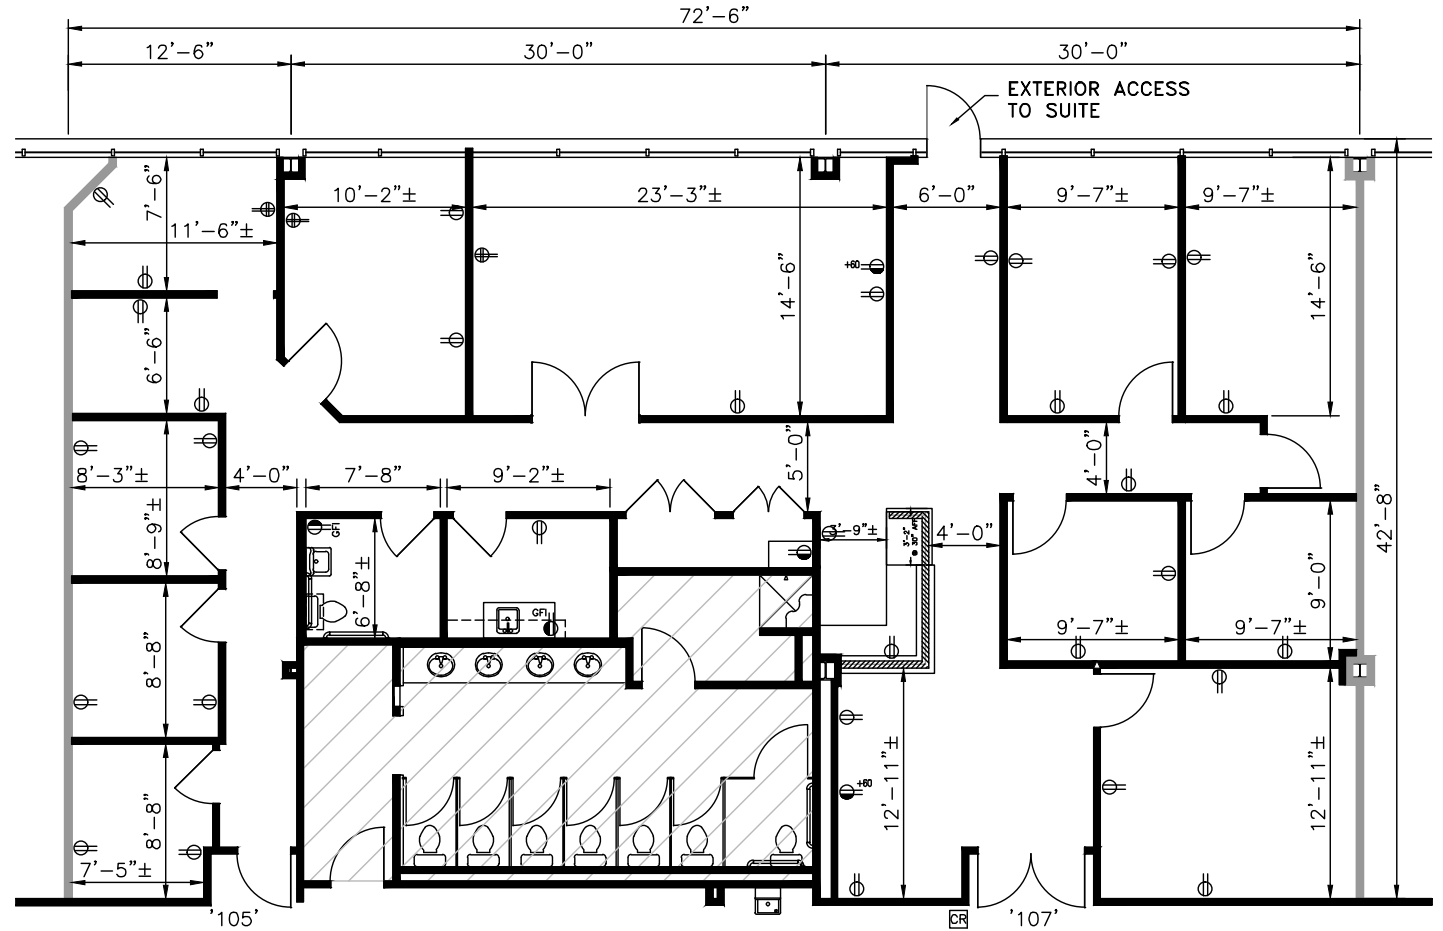 72'-6"
12'-6" 30'-0" 30'-0"
EXTERIOR ACCESS
TO SUITE
7'-6"
10'-2"± 23'-3"± 6'-0" 9'-7"± 9'-7"±
11'-6"±
+60
14'-6" 14'-6"
6'-6"
5'-0" 4'-0"
8'-3"± 4'-0" 7'-8" 9'-2"±
8'-9"±
GFI
3'-2"
@ 30" AFF
4'-0"
42'-8"
6'-8"±
9'-0"
GFI
9'-7"± 9'-7"±
8'-8"
12'-11"± 12'-11"±
+60
8'-8"
7'-5"±
'105' CR '107'